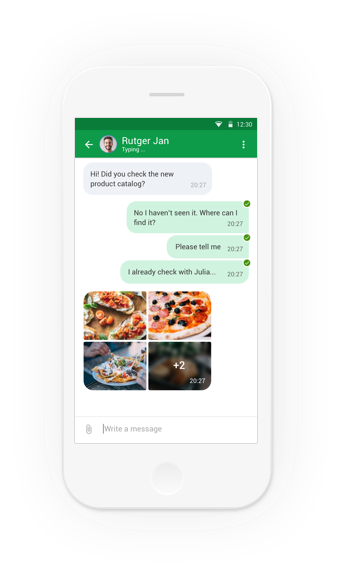 12:30
Rutger Jan
Typing ...
Hi! Did you check the new
product catalog?
20:27
No I haven't seen it. Where can I
find it?
20:27
Please tell me
20:27
I already check with Julia...
20:27
+2
20:27
Write a message